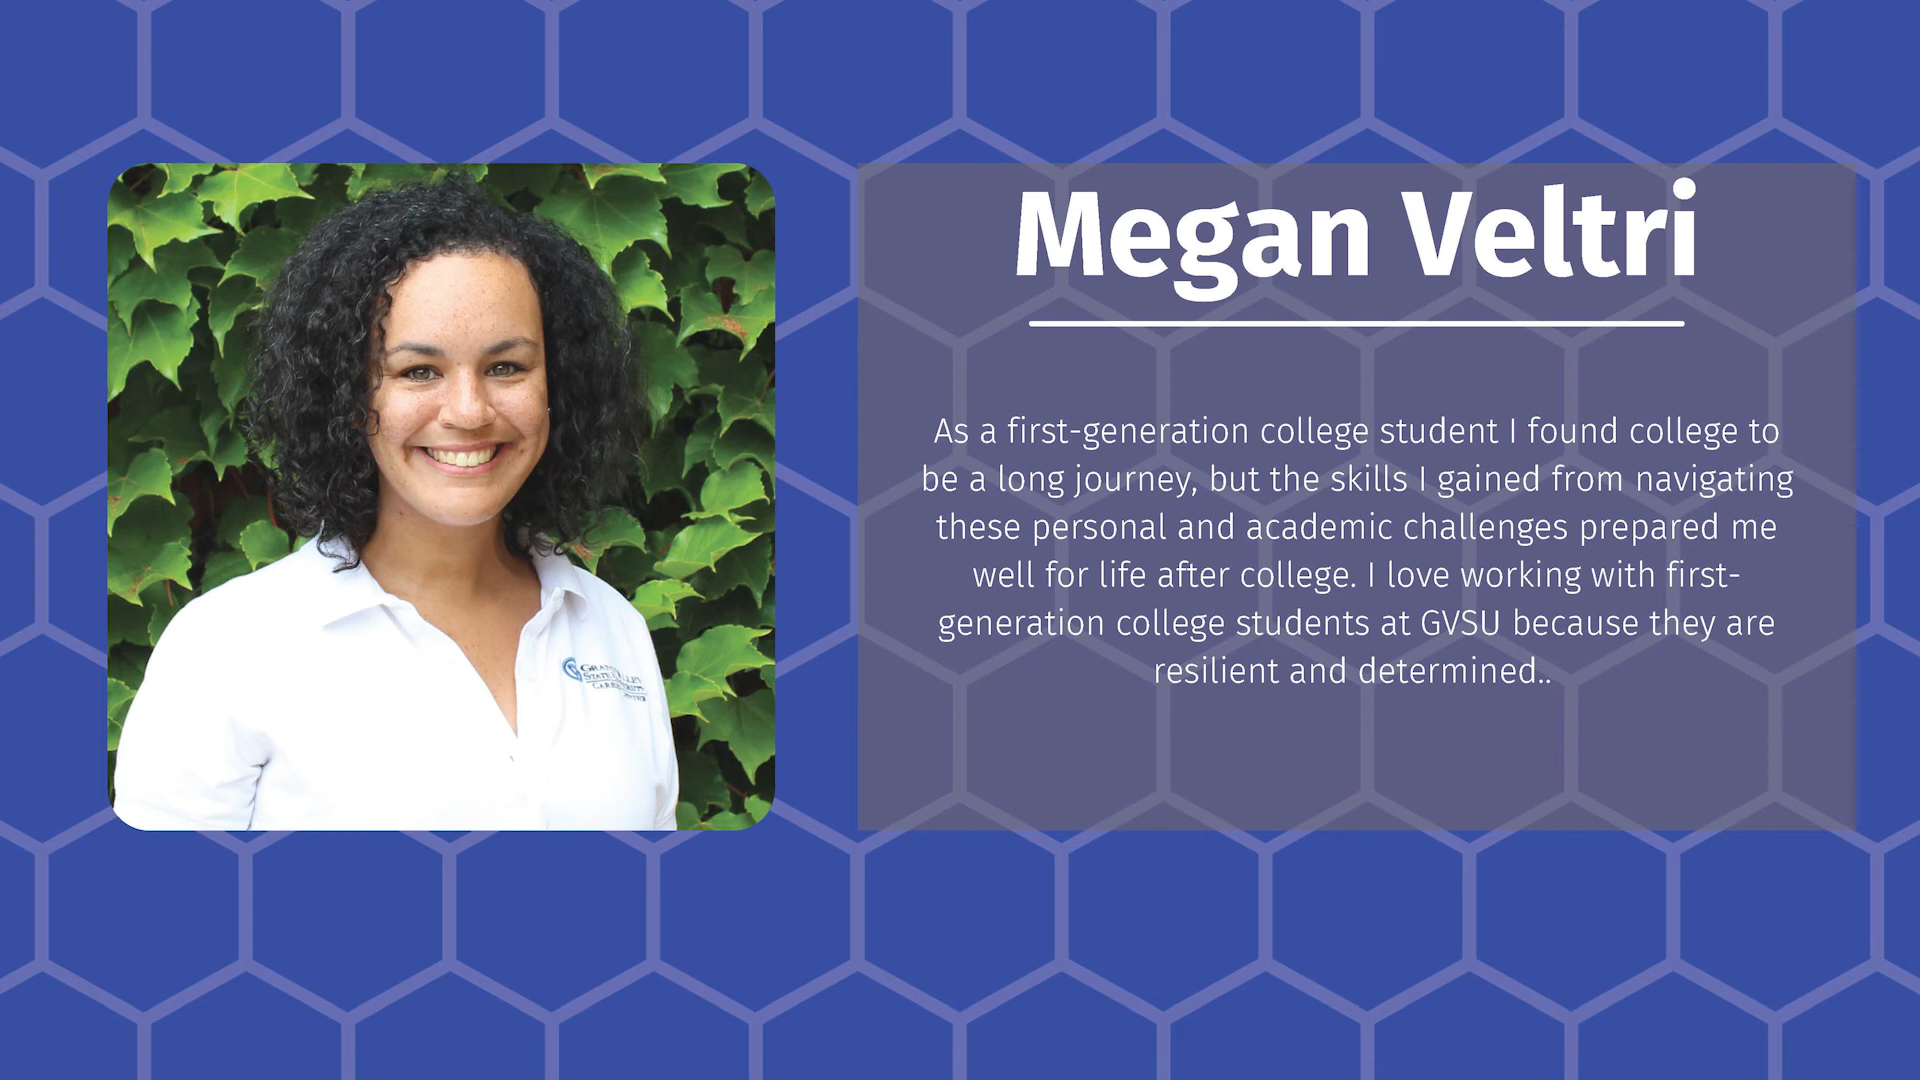 Megan Veltri
As a first-generation college student I found college to
be a long journey, but the skills I gained from navigating
these personal and academic challenges prepared me
well for life after college. I love working with first-
generation college students at GVSU because they are
resilient and determined..